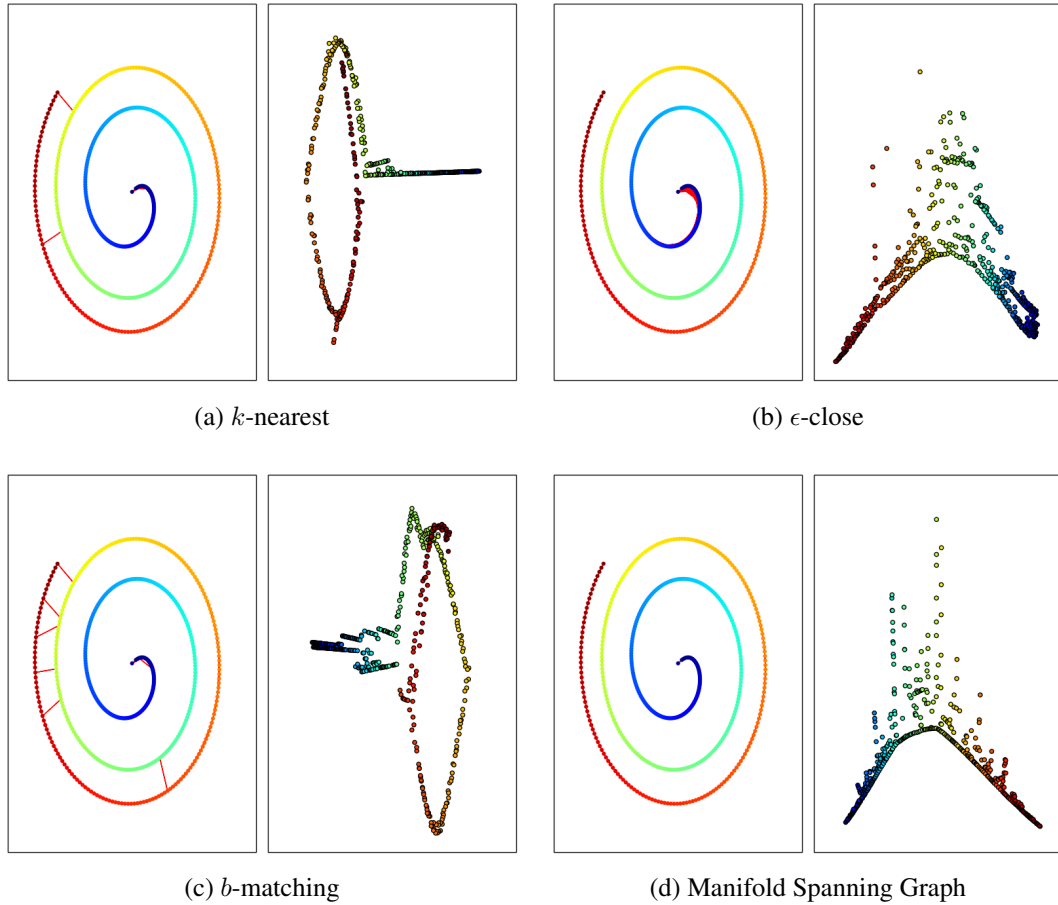 (a) k-nearest
(b) ϵ-close
(c) b-matching
(d) Manifold Spanning Graph